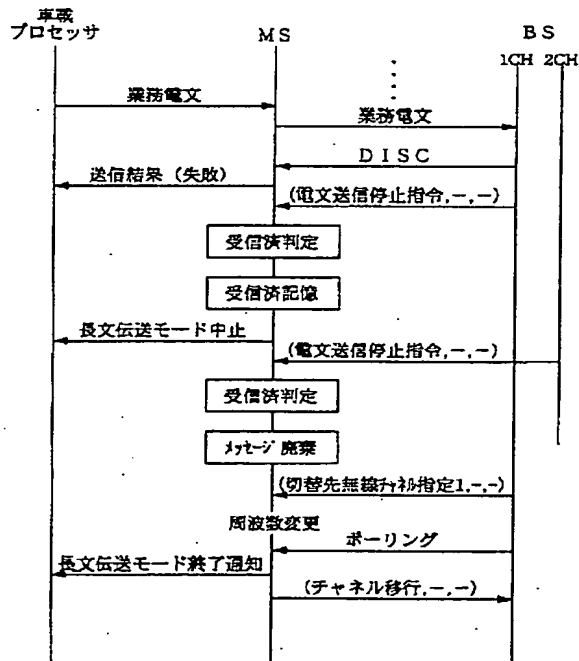 車載
プロセッサ
MS
BS
1CH 2CH
業務電文
業務電文
DISC
送信結果（失敗）
(電文送信停止指令,－,－)
受信済判定
受信済記憶
長文伝送モード中止
(電文送信停止指令,－,－)
受信済判定
ﾒｯｾｰｼﾞ廃棄
(切替先無線ﾁｬﾈﾙ指定1,－,－)
周波数変更
ポーリング
長文伝送モード終了通知
(チャネル移行,－,－)